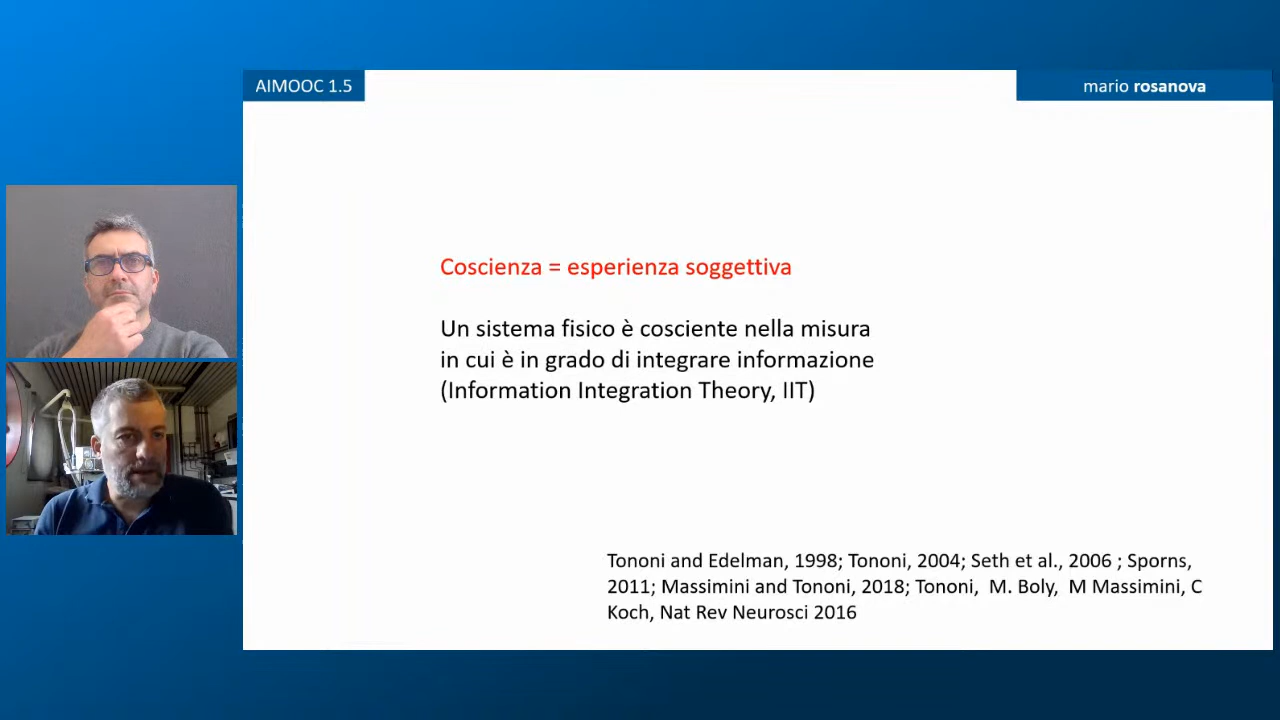 AIMOOC 1.5
mario rosanova
Coscienza = esperienza soggettiva
Un sistema fisico è cosciente nella misura
in cui è in grado di integrare informazione
(Information Integration Theory, IIT)
Tononi and Edelman, 1998; Tononi, 2004; Seth et al., 2006 ; Sporns,
2011; Massimini and Tononi, 2018; Tononi,  M. Boly,  M Massimini, C
Koch, Nat Rev Neurosci 2016